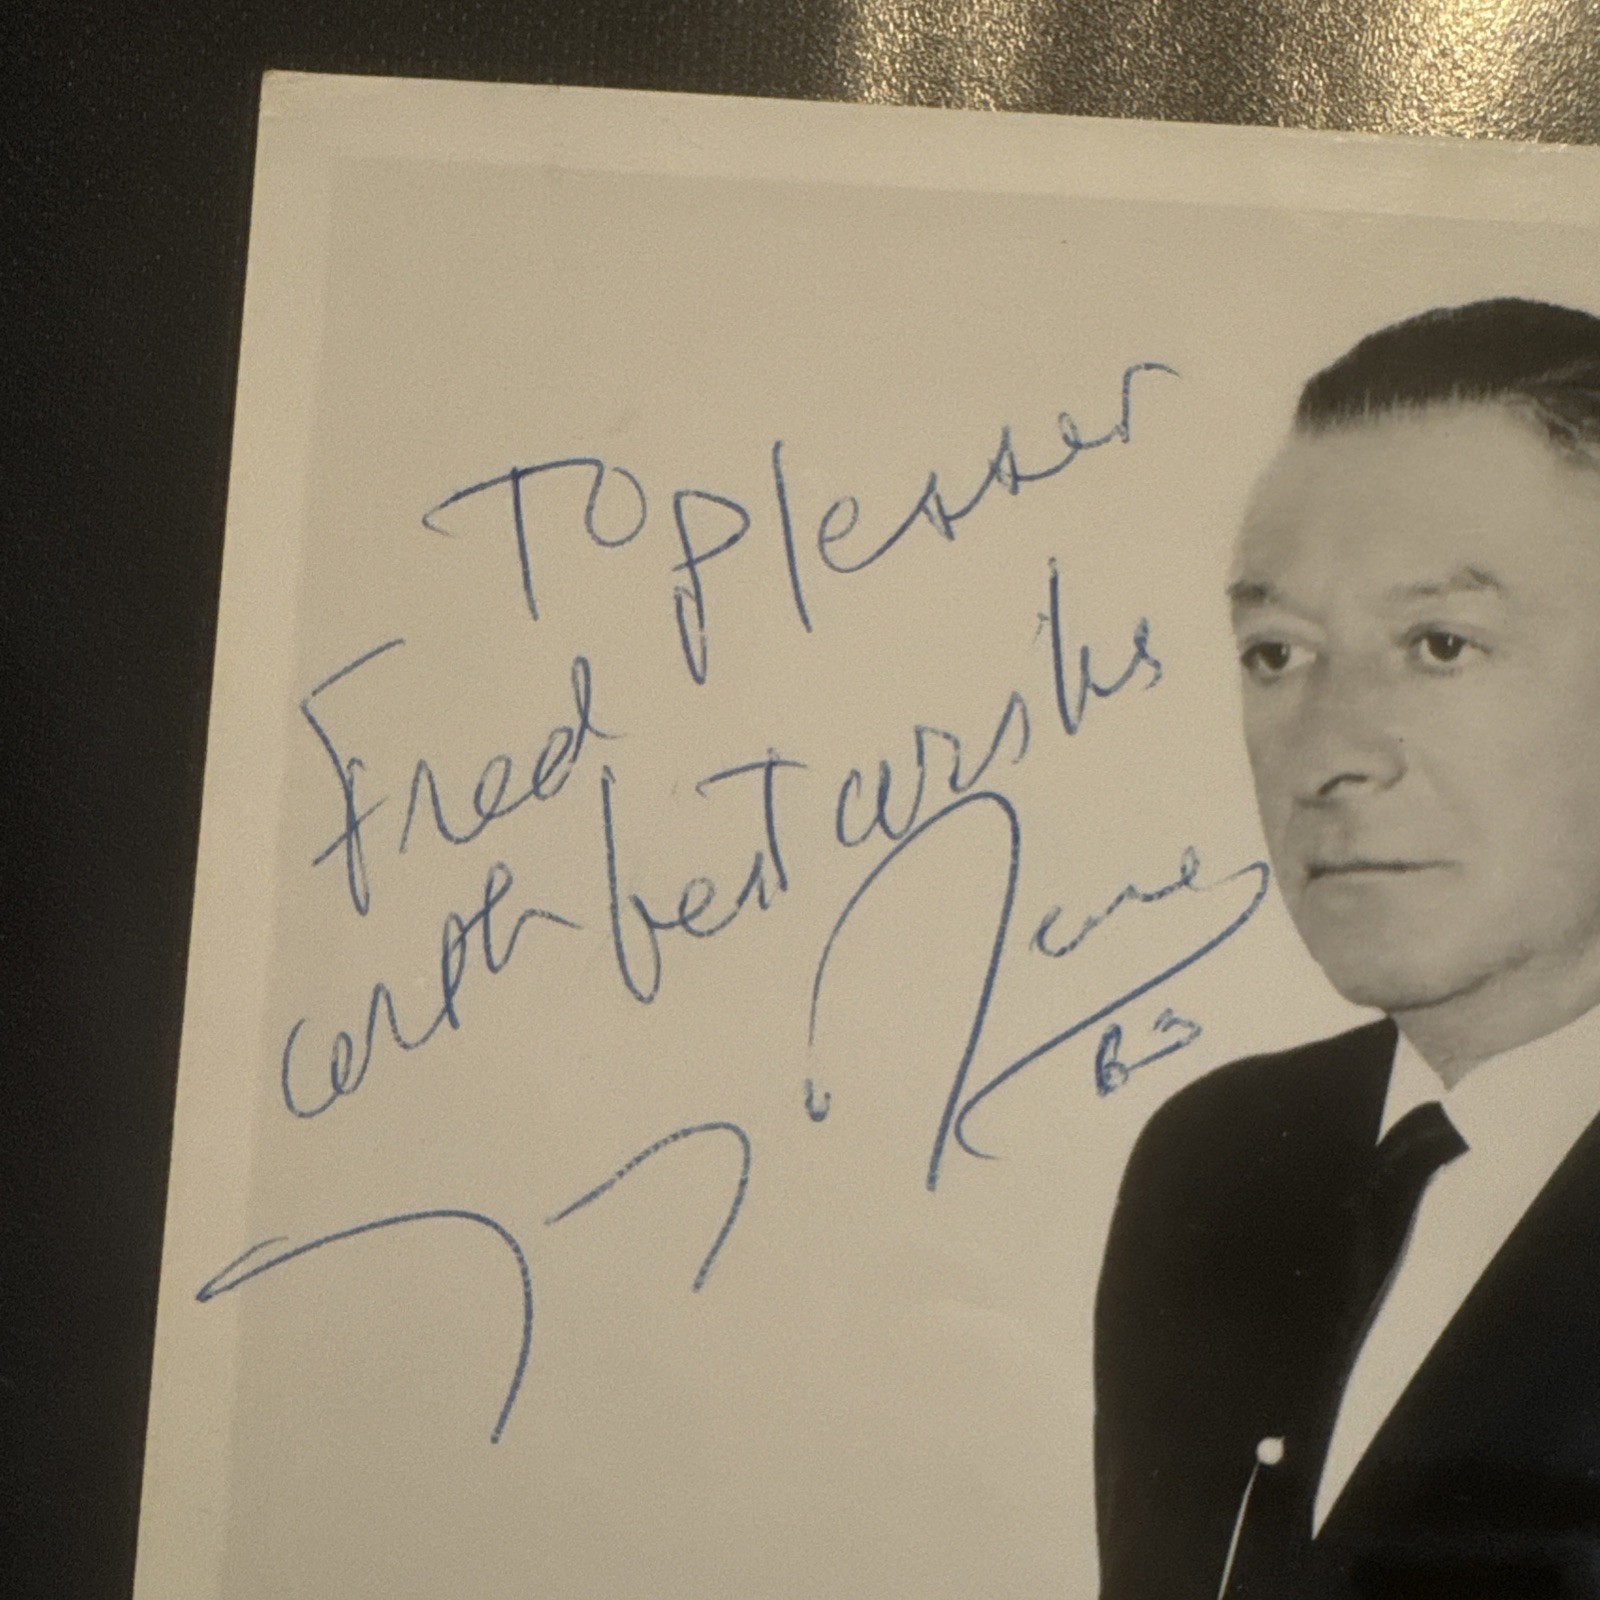 To plesser
Fred
with best wishes
63